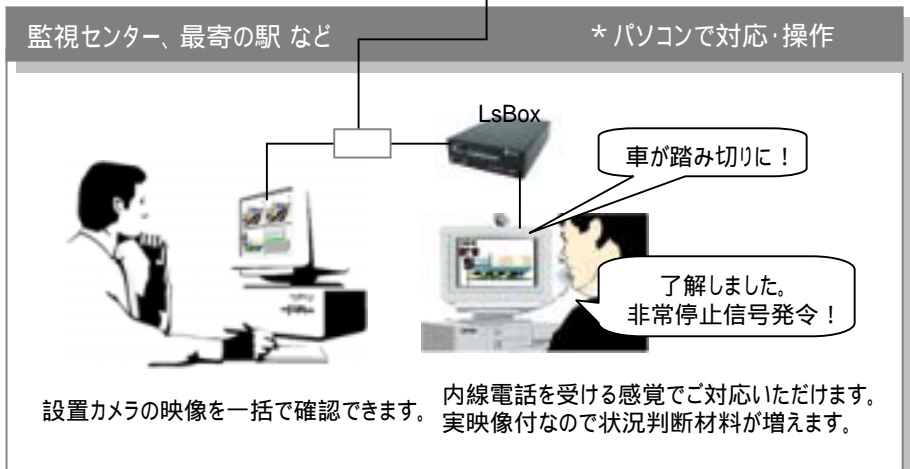 監視センター、最寄の駅 など
＊パソコンで対応・操作
LsBox
車が踏み切りに！
了解しました。
非常停止信号発令！
設置カメラの映像を一括で確認できます。
内線電話を受ける感覚でご対応いただけます。
実映像付なので状況判断材料が増えます。